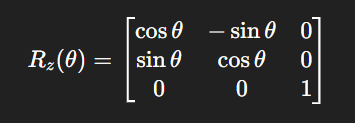 R_z(θ) = [cos θ  − sin θ  0
sin θ  cos θ  0
0  0  1]